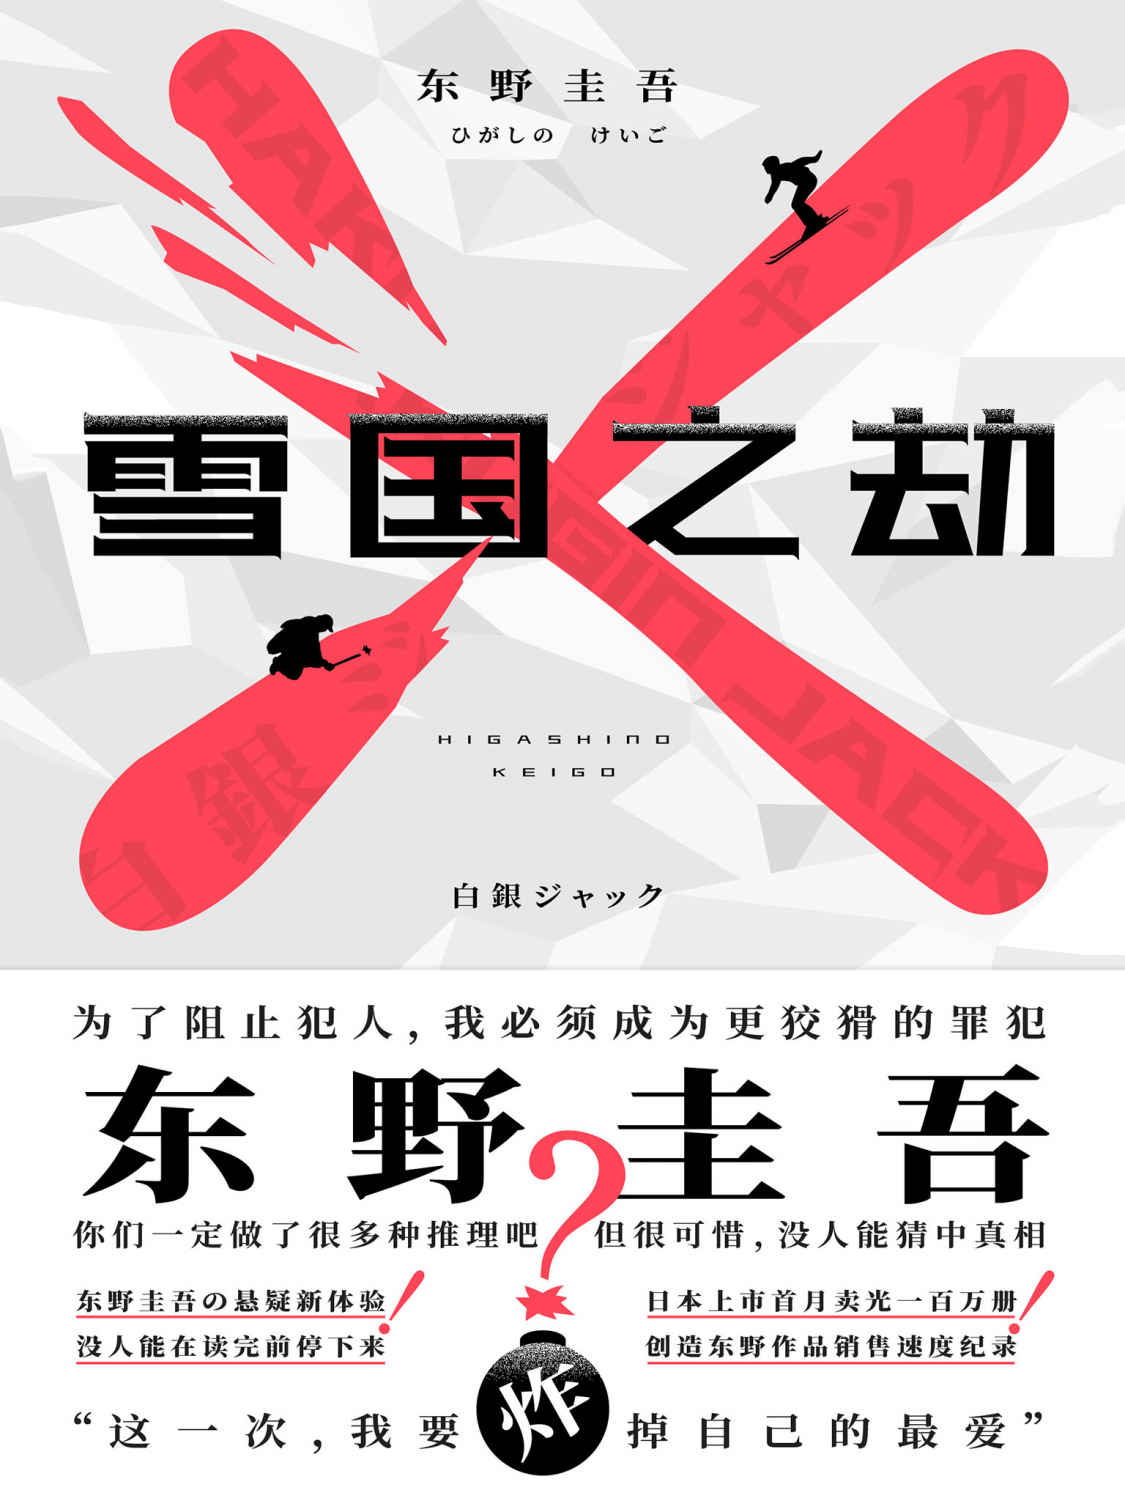 东野圭吾
ひがしの けいご
HAKUGIN JACK
白銀ジャック
雪国之劫
HIGASHINO
KEIGO
白銀ジャック
为了阻止犯人，我必须成为更狡猾的罪犯
东野圭吾
你们一定做了很多种推理吧？但很可惜，没人能猜中真相
东野圭吾の悬疑新体验
没人能在读完前停下来！
日本上市首月卖光一百万册
创造东野作品销售速度纪录！
“这一次，我要炸掉自己的最爱”